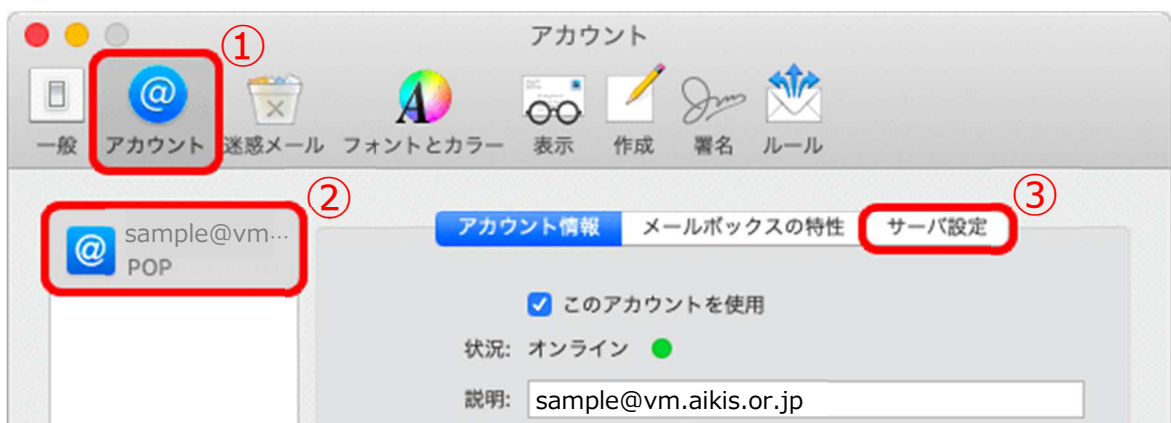 アカウント
①
@
一般 アカウント 迷惑メール フォントとカラー 表示 作成 署名 ルール
②
③
アカウント情報 メールボックスの特性 サーバ設定
@ sample@vm…
POP
このアカウントを使用
状況: オンライン
説明: sample@vm.aikis.or.jp